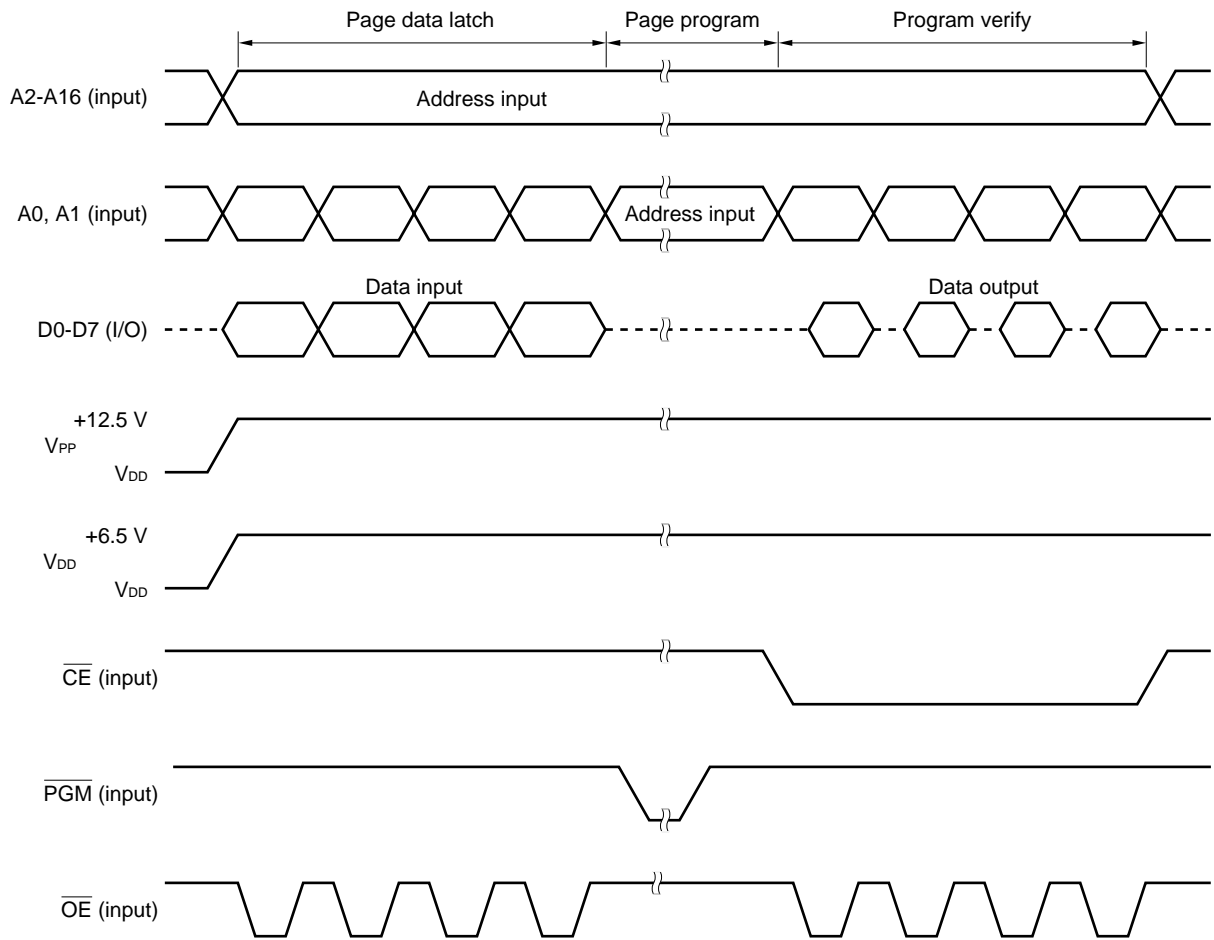 Page data latch Page program Program verify
A2-A16 (input) Address input
A0, A1 (input) Address input
Data input Data output
D0-D7 (I/O)
+12.5 V
VPP
VDD
+6.5 V
VDD
VDD
CE (input)
PGM (input)
OE (input)